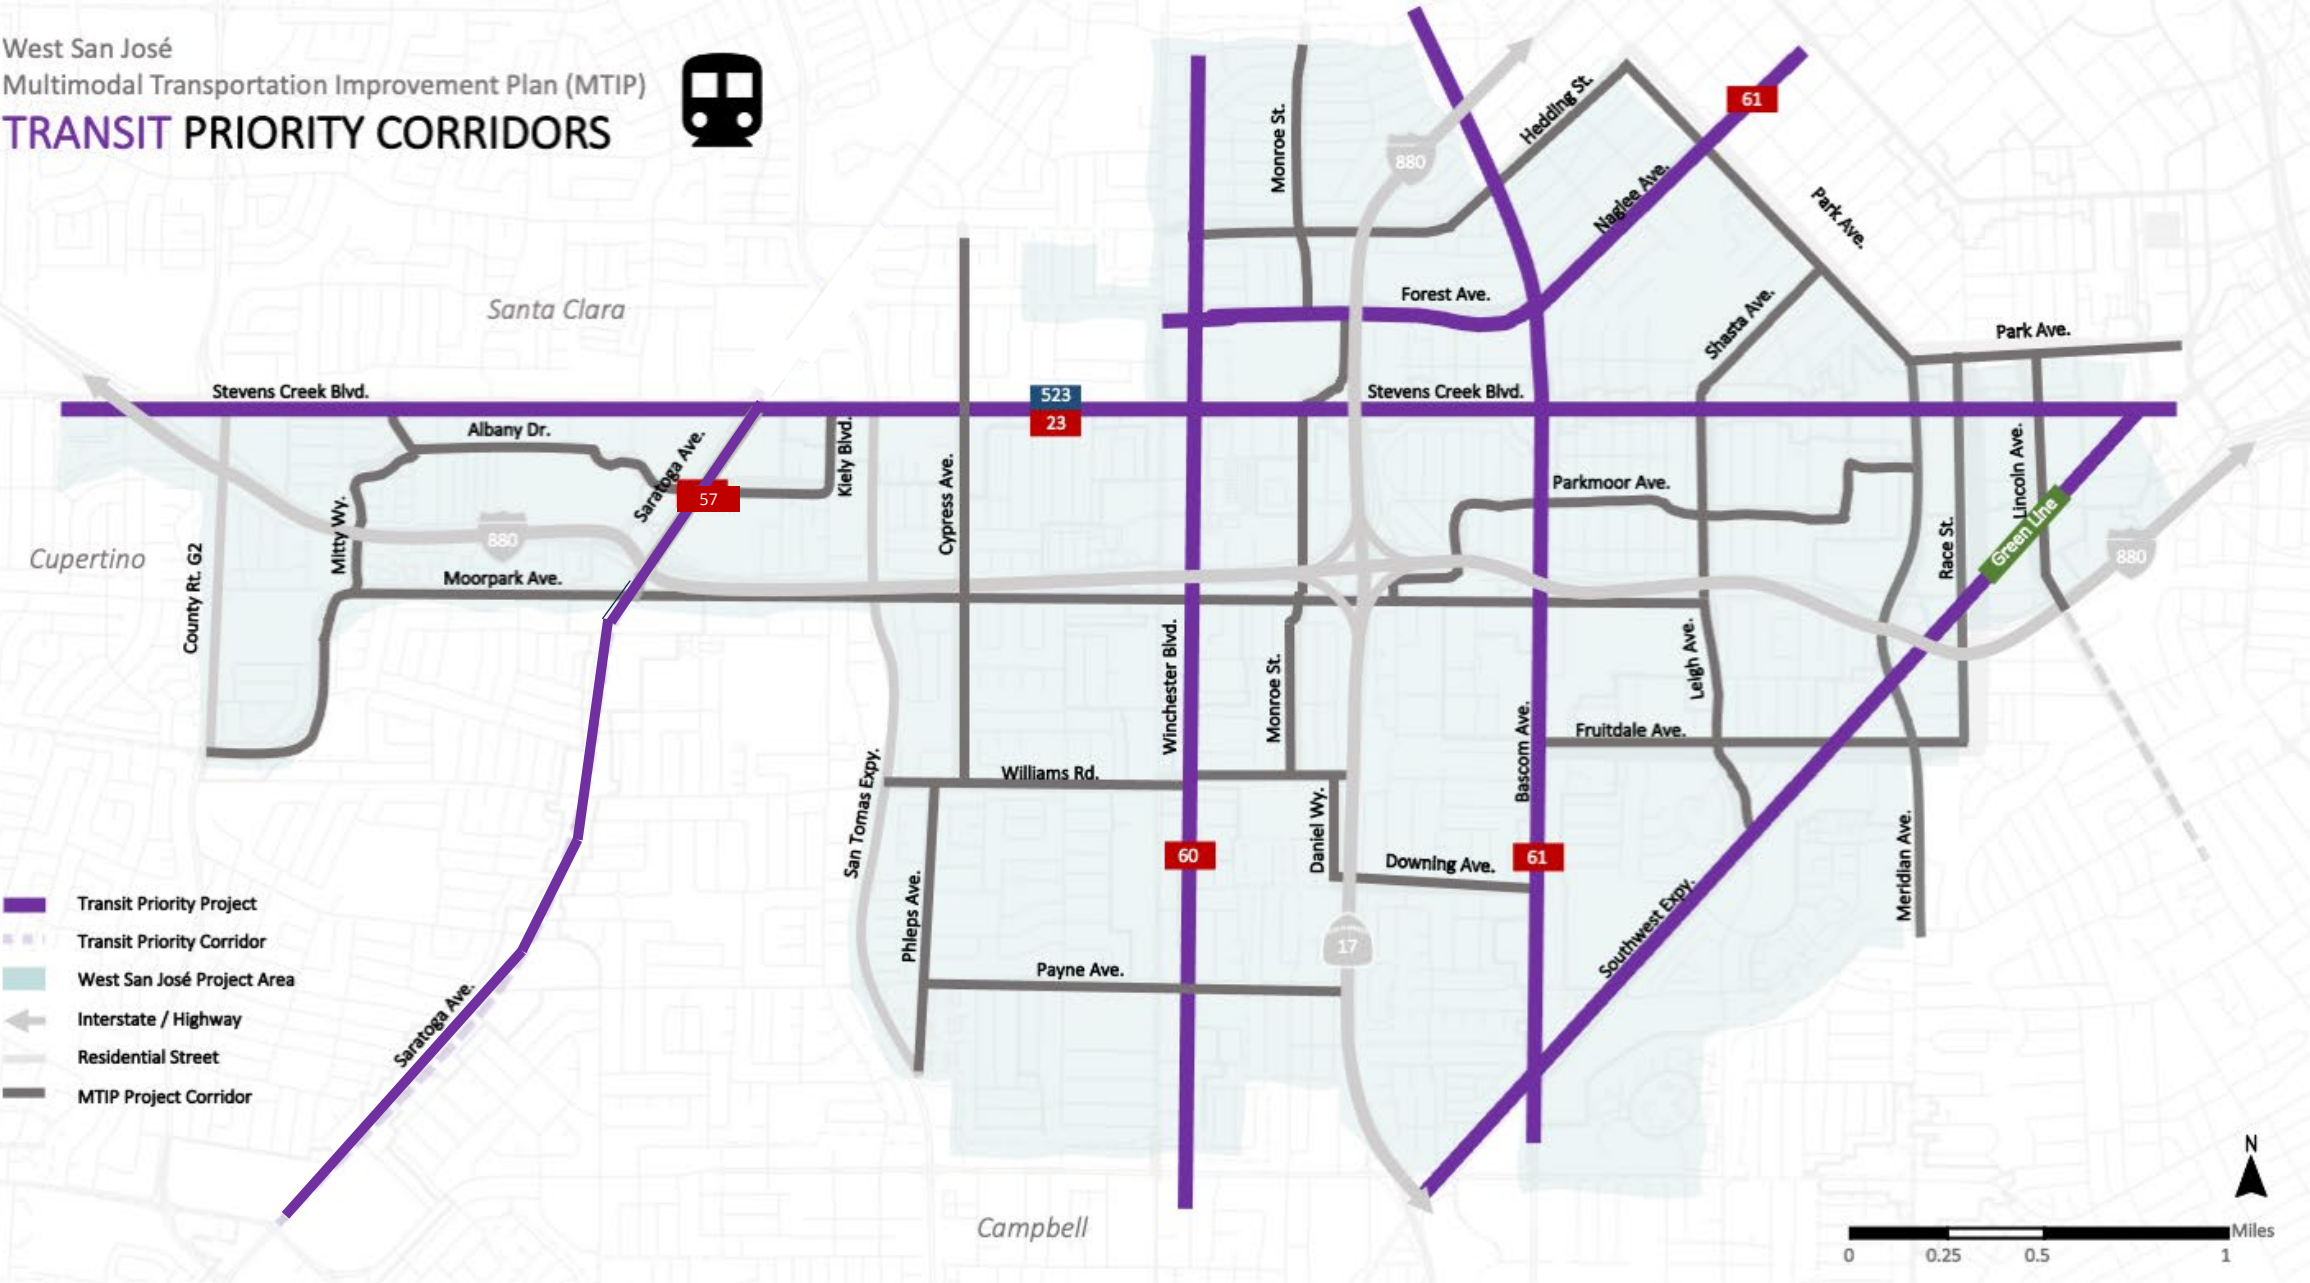 West San José
Multimodal Transportation Improvement Plan (MTIP)
TRANSIT PRIORITY CORRIDORS
61
Hedding St.
Monroe St.
880
Naglee Ave.
Park Ave.
Santa Clara
Forest Ave.
Shasta Ave.
Park Ave.
Stevens Creek Blvd.
523
23
Stevens Creek Blvd.
Albany Dr.
Saratoga Ave.
Kiely Blvd.
Cypress Ave.
Parkmoor Ave.
Lincoln Ave.
57
Mitty Wy.
880
Race St.
Green Line
880
Cupertino
County Rt. G2
Moorpark Ave.
Winchester Blvd.
Monroe St.
Leigh Ave.
Bascom Ave.
Fruitdale Ave.
San Tomas Expy.
Williams Rd.
Daniel Wy.
60
Downing Ave.
61
Meridian Ave.
Phleps Ave.
Southwest Expy.
17
Payne Ave.
Saratoga Ave.
Transit Priority Project
Transit Priority Corridor
West San José Project Area
Interstate / Highway
Residential Street
MTIP Project Corridor
Campbell
N
Miles
0 0.25 0.5 1